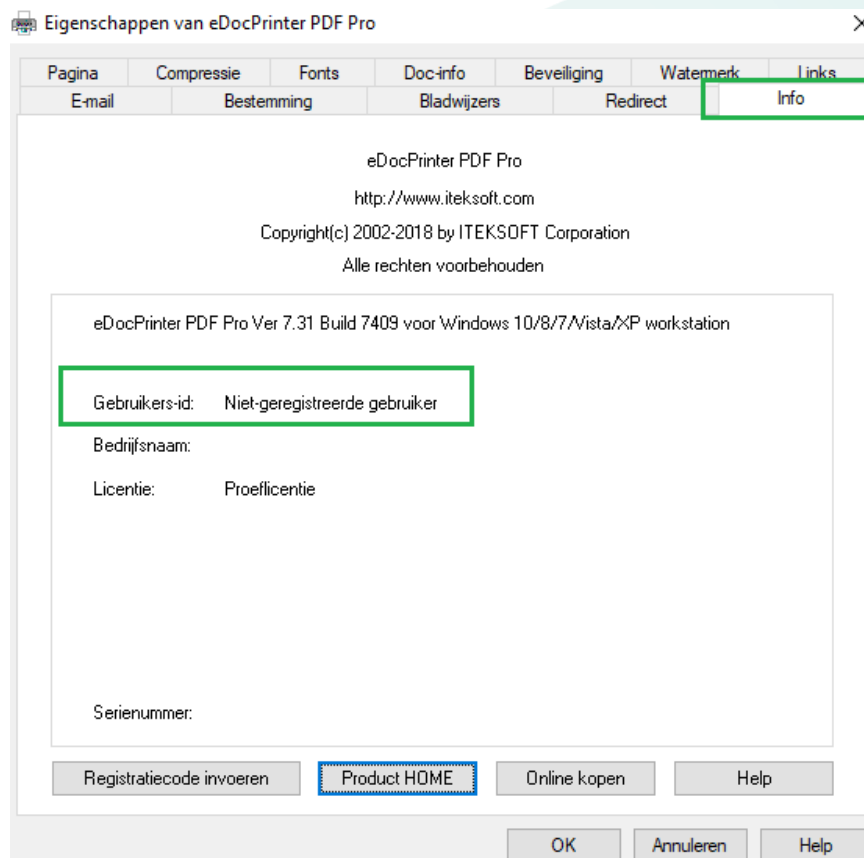 Eigenschappen van eDocPrinter PDF Pro
Pagina Compressie Fonts Doc-info Beveiliging Watermerk Links
E-mail Bestemming Bladwijzers Redirect Info
eDocPrinter PDF Pro
http://www.iteksoft.com
Copyright(c) 2002-2018 by ITEKSOFT Corporation
Alle rechten voorbehouden
eDocPrinter PDF Pro Ver 7.31 Build 7409 voor Windows 10/8/7/Vista/XP workstation
Gebruikers-id: Niet-geregistreerde gebruiker
Bedrijfsnaam:
Licentie: Proeflicentie
Serienummer:
Registratiecode invoeren Product HOME Online kopen Help
OK Annuleren Help